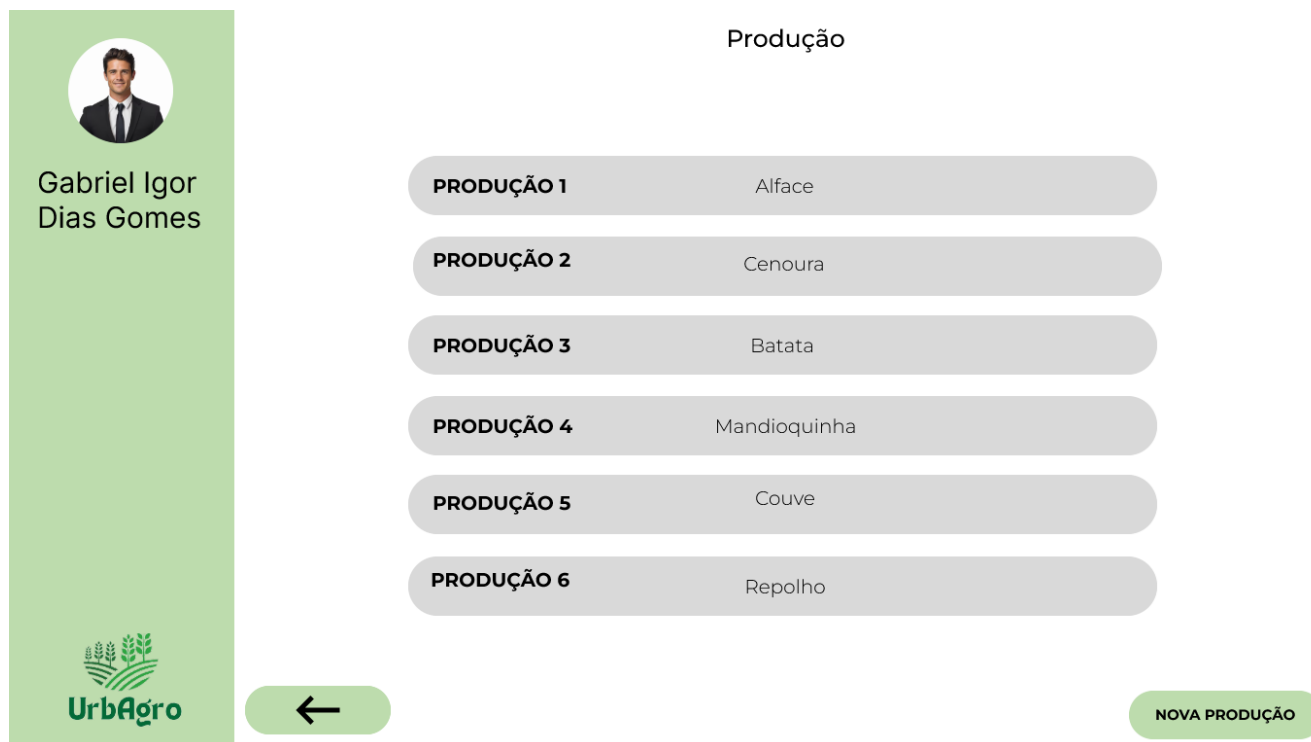 Produção
Gabriel Igor
Dias Gomes
PRODUÇÃO 1 Alface
PRODUÇÃO 2 Cenoura
PRODUÇÃO 3 Batata
PRODUÇÃO 4 Mandioquinha
PRODUÇÃO 5 Couve
PRODUÇÃO 6 Repolho
UrbAgro
NOVA PRODUÇÃO